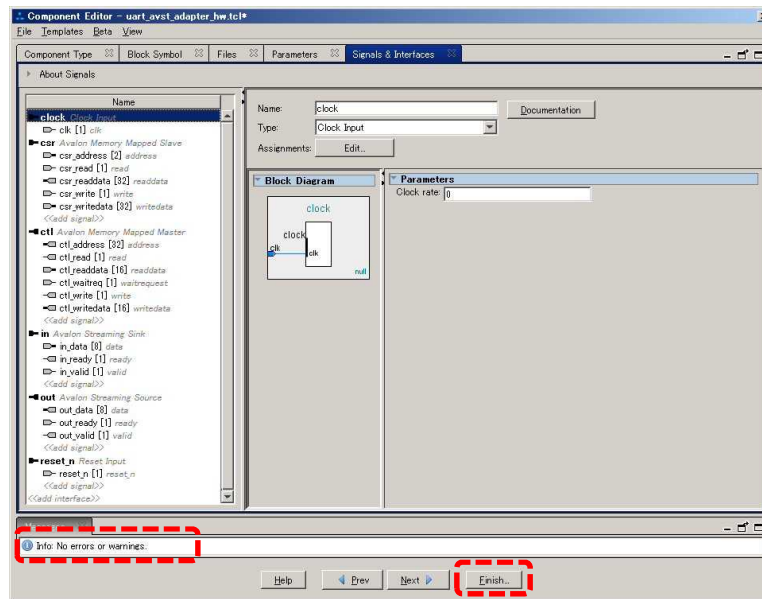 Component Editor - uart_avst_adapter_hw.tcl*
File Templates Beta View
Component Type Block Symbol Files Parameters Signals & Interfaces
About Signals
Name
clock Clock Input
clk [1] clk
csr Avalon Memory Mapped Slave
csr_address [2] address
csr_read [1] read
csr_readdata [32] readdata
csr_write [1] write
csr_writedata [32] writedata
<<add signal>>
ctl Avalon Memory Mapped Master
ctl_address [32] address
ctl_read [1] read
ctl_readdata [16] readdata
ctl_waitreq [1] waitrequest
ctl_write [1] write
ctl_writedata [16] writedata
<<add signal>>
in Avalon Streaming Sink
in_data [8] data
in_ready [1] ready
in_valid [1] valid
<<add signal>>
out Avalon Streaming Source
out_data [8] data
out_ready [1] ready
out_valid [1] valid
<<add signal>>
reset_n Reset Input
reset_n [1] reset_n
<<add signal>>
<<add interface>>
Name: clock Documentation
Type: Clock Input
Assignments: Edit...
Block Diagram
clock
clock
clk
clk
null
Parameters
Clock rate: 0
Info: No errors or warnings.
Help Prev Next Finish...